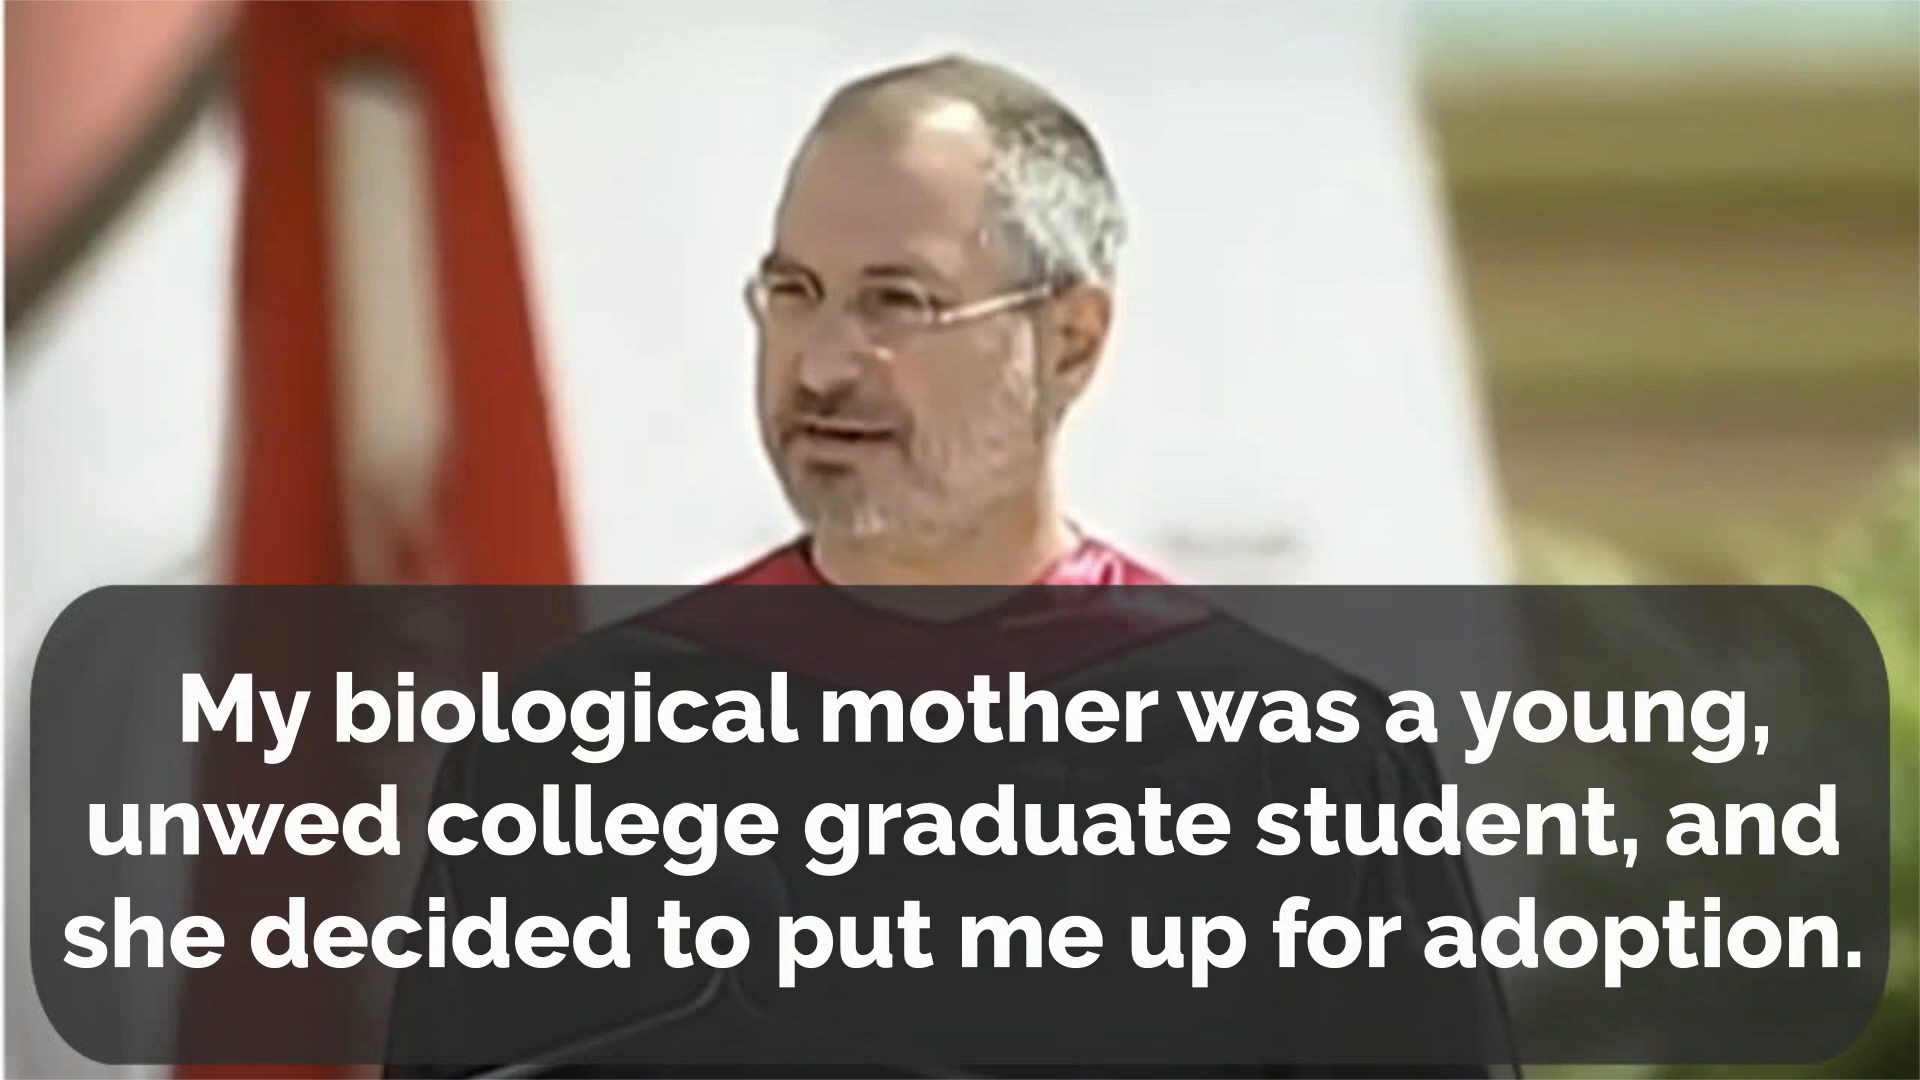 My biological mother was a young,
unwed college graduate student, and
she decided to put me up for adoption.